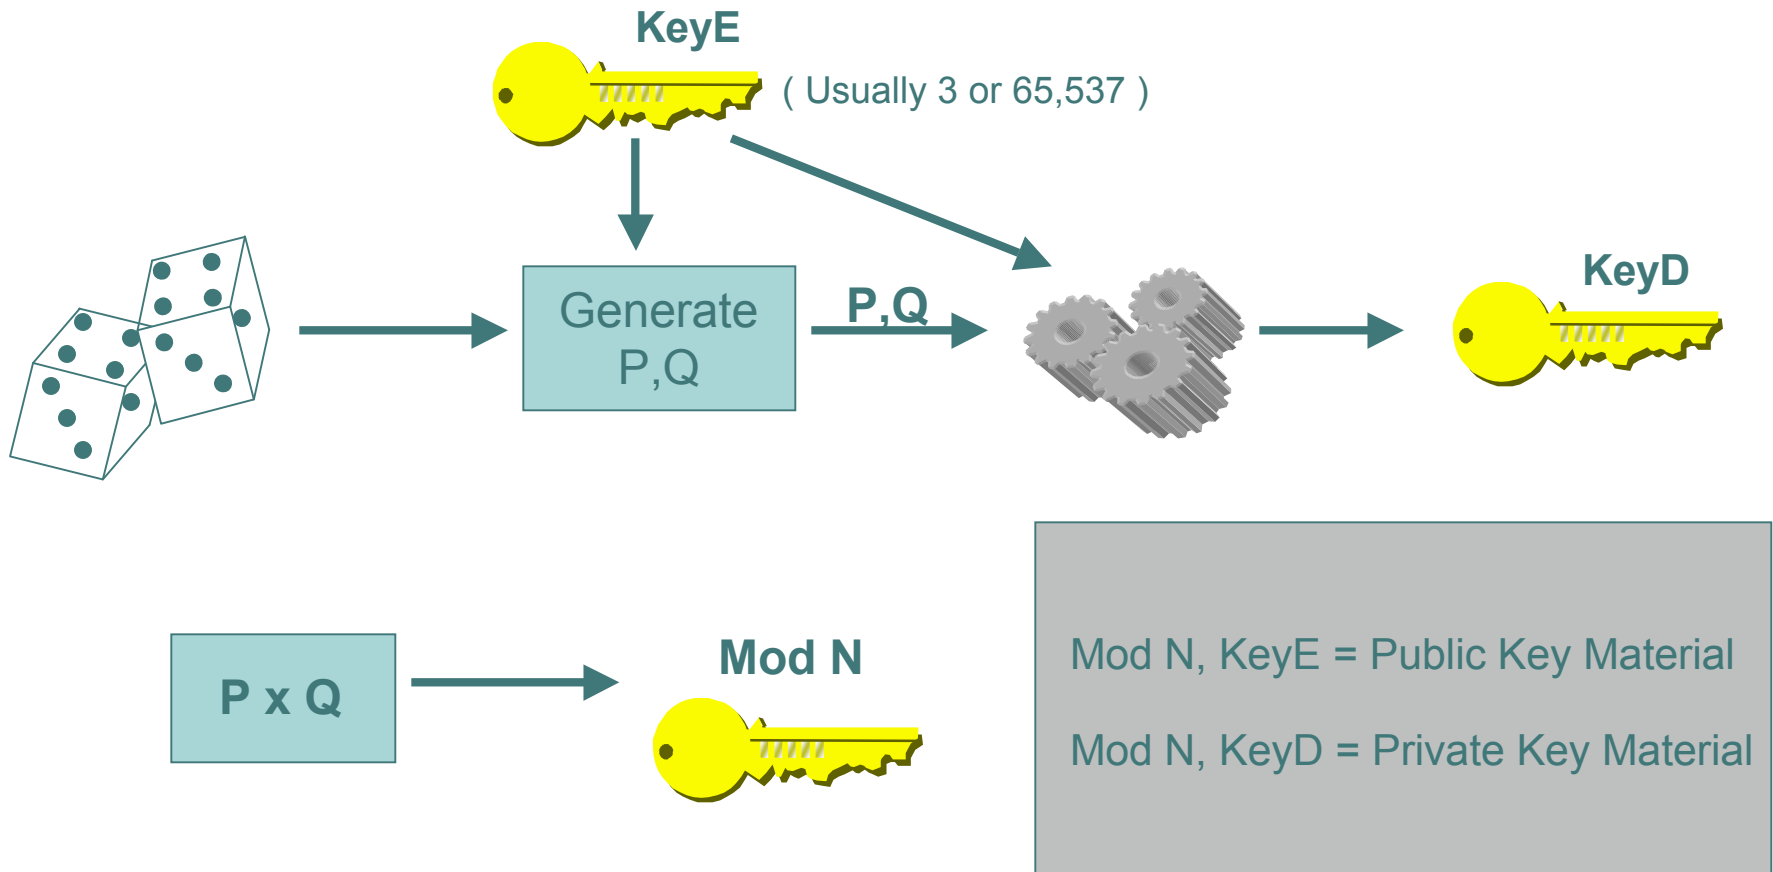 KeyE
( Usually 3 or 65,537 )
Generate
P,Q
P,Q
KeyD
P x Q
Mod N
Mod N, KeyE = Public Key Material
Mod N, KeyD = Private Key Material